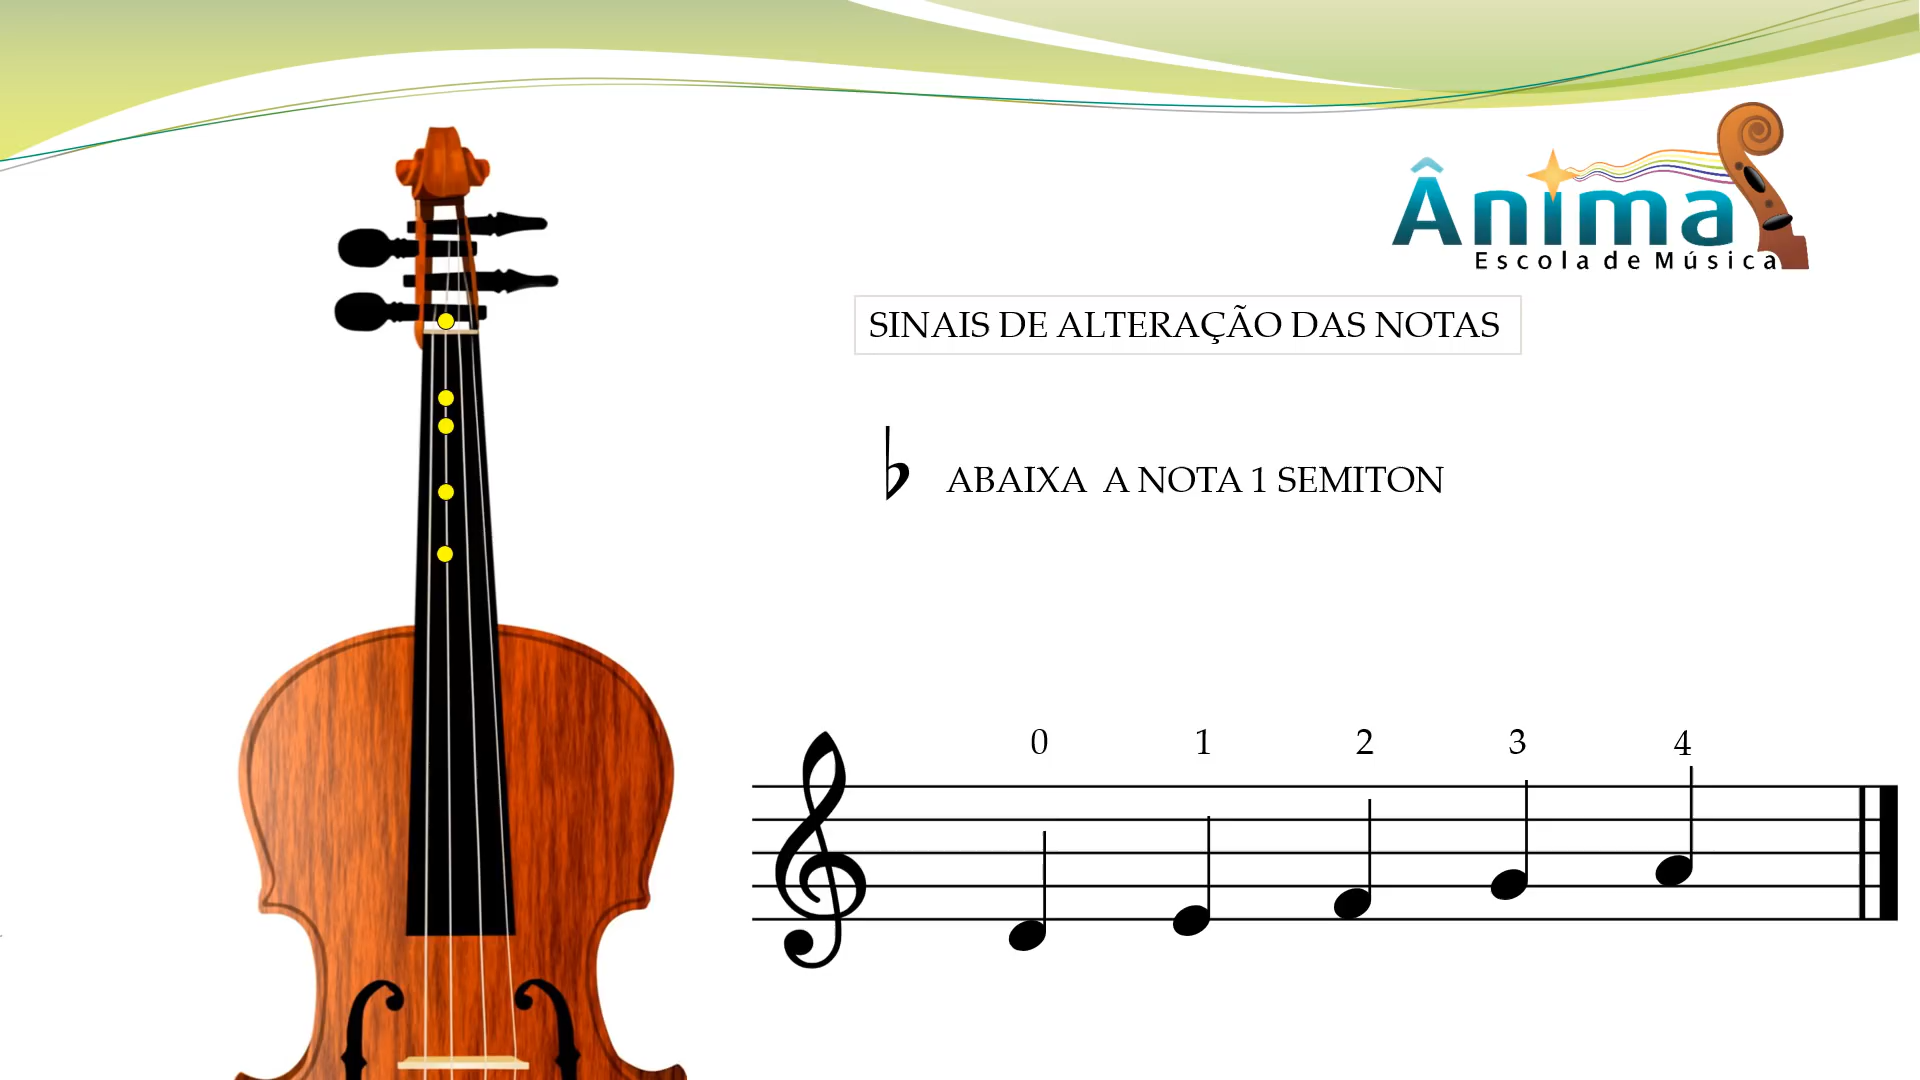 Ânima
Escola de Música
SINAIS DE ALTERAÇÃO DAS NOTAS
♭ ABAIXA A NOTA 1 SEMITON
0 1 2 3 4